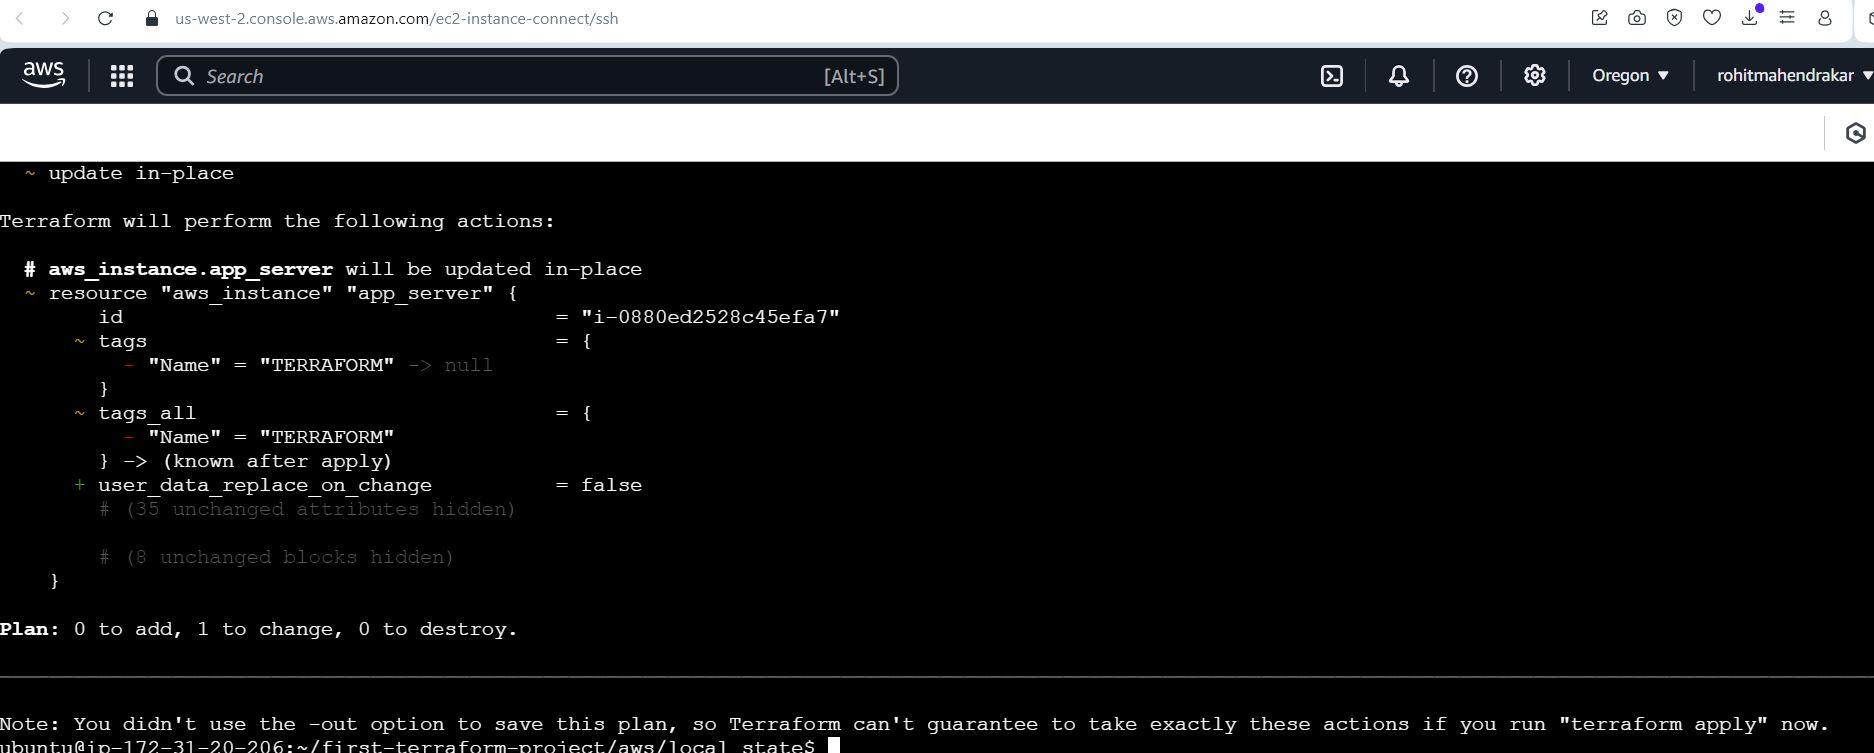 us-west-2.console.aws.amazon.com/ec2-instance-connect/ssh
aws
Search
[Alt+S]
Oregon ▼
rohitmahendrakar ▼
~ update in-place
Terraform will perform the following actions:
# aws_instance.app_server will be updated in-place
~ resource "aws_instance" "app_server" {
id = "i-0880ed2528c45efa7"
~ tags = {
- "Name" = "TERRAFORM" -> null
}
~ tags_all = {
- "Name" = "TERRAFORM"
} -> (known after apply)
+ user_data_replace_on_change = false
# (35 unchanged attributes hidden)
# (8 unchanged blocks hidden)
}
Plan: 0 to add, 1 to change, 0 to destroy.
Note: You didn't use the -out option to save this plan, so Terraform can't guarantee to take exactly these actions if you run "terraform apply" now.
ubuntu@ip-172-31-20-206:~/first-terraform-project/aws/local_state$